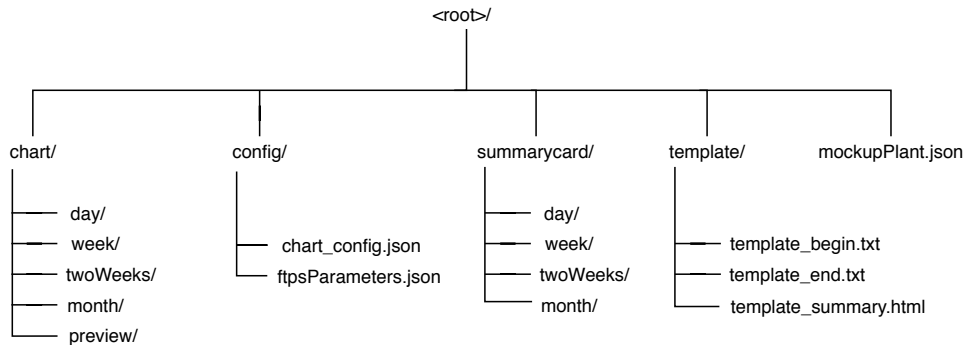 <root>/
chart/ config/ summarycard/ template/ mockupPlant.json
day/ day/
week/ chart_config.json week/ template_begin.txt
twoWeeks/ ftpsParameters.json twoWeeks/ template_end.txt
month/ month/ template_summary.html
preview/